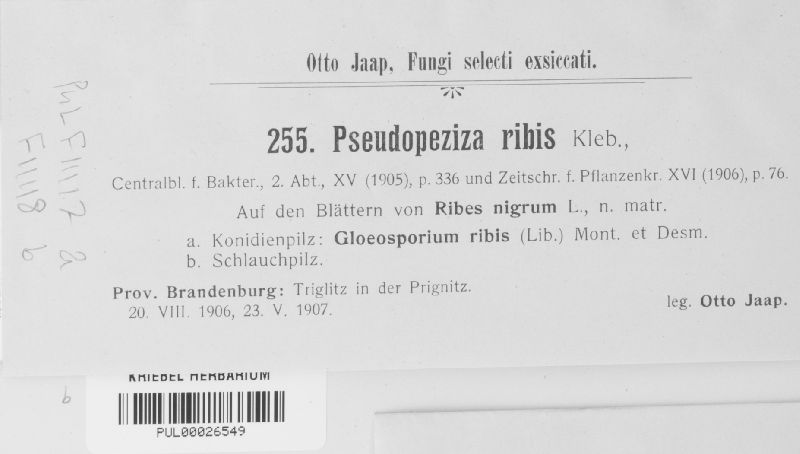 Otto Jaap, Fungi selecti exsiccati.
255. Pseudopeziza ribis Kleb.,
Centralbl. f. Bakter., 2. Abt., XV (1905), p. 336 und Zeitschr. f. Pflanzenkr. XVI (1906), p. 76.
Auf den Blättern von Ribes nigrum L., n. matr.
a. Konidienpilz: Gloeosporium ribis (Lib.) Mont. et Desm.
b. Schlauchpilz.
Prov. Brandenburg: Triglitz in der Prignitz.
20. VIII. 1906, 23. V. 1907.
leg. Otto Jaap.
PUL F11117 a
F11118 b
b
KRIEBEL HERBARIUM
PUL00026549